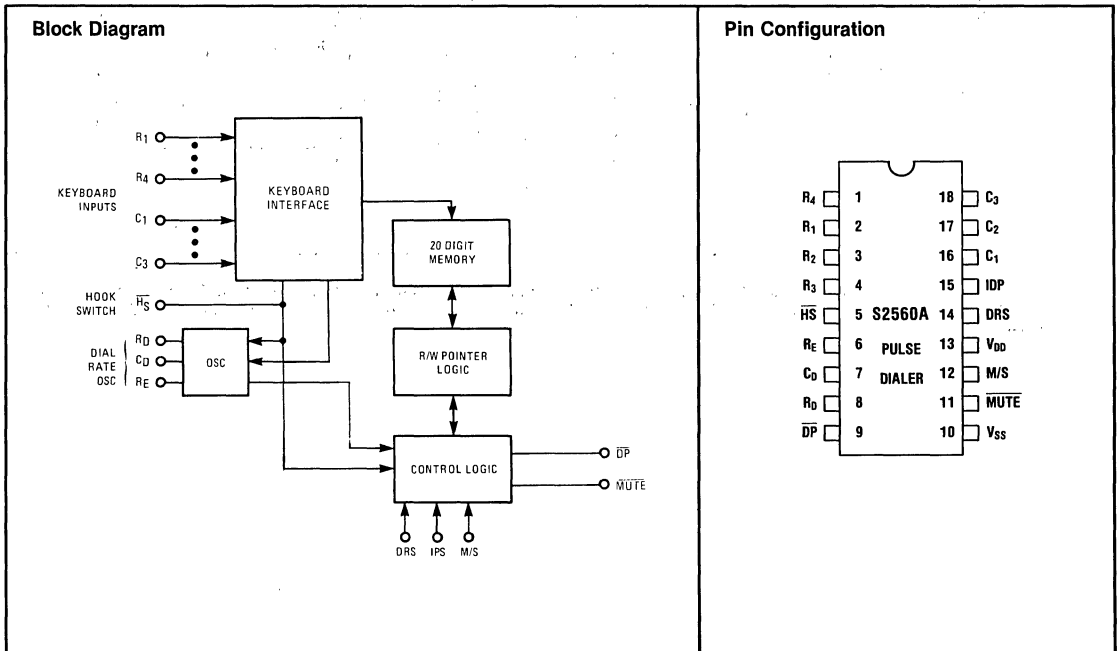 Block Diagram
R1
R4
KEYBOARD
INPUTS
C1
C3
KEYBOARD
INTERFACE
20 DIGIT
MEMORY
HOOK
SWITCH
HS
DIAL
RATE
OSC
RD
CD
RE
OSC
R/W POINTER
LOGIC
CONTROL LOGIC
DP
MUTE
DRS IPS M/S
Pin Configuration
R4 1 18 C3
R1 2 17 C2
R2 3 16 C1
R3 4 15 IDP
HS 5 S2560A 14 DRS
RE 6 PULSE 13 VDD
CD 7 DIALER 12 M/S
RD 8 11 MUTE
DP 9 10 VSS